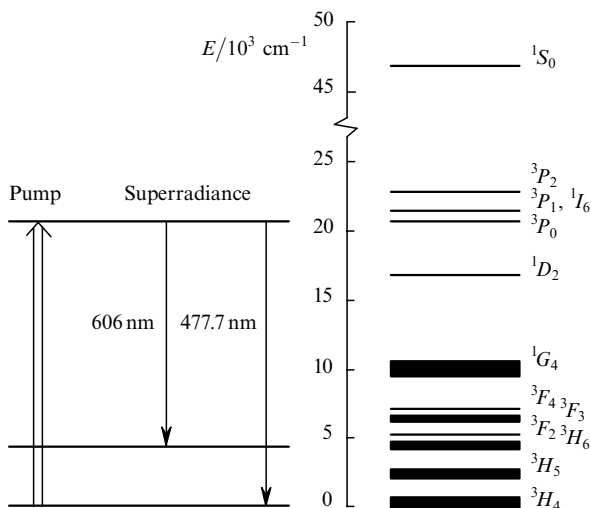 50
E/10³ cm⁻¹
¹S₀
45
25
³P₂
Pump Superradiance
³P₁, ¹I₆
20
³P₀
¹D₂
15
606 nm 477.7 nm
¹G₄
10
³F₄ ³F₃
³F₂ ³H₆
5
³H₅
0
³H₄